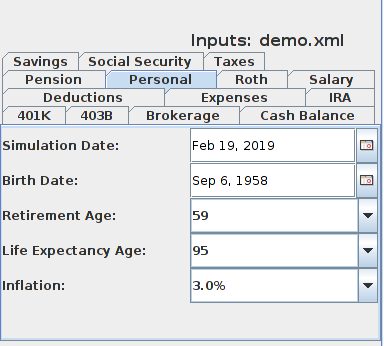 Inputs: demo.xml
Savings Social Security Taxes
Pension Personal Roth Salary
Deductions Expenses IRA
401K 403B Brokerage Cash Balance
Simulation Date: Feb 19, 2019
Birth Date: Sep 6, 1958
Retirement Age: 59
Life Expectancy Age: 95
Inflation: 3.0%